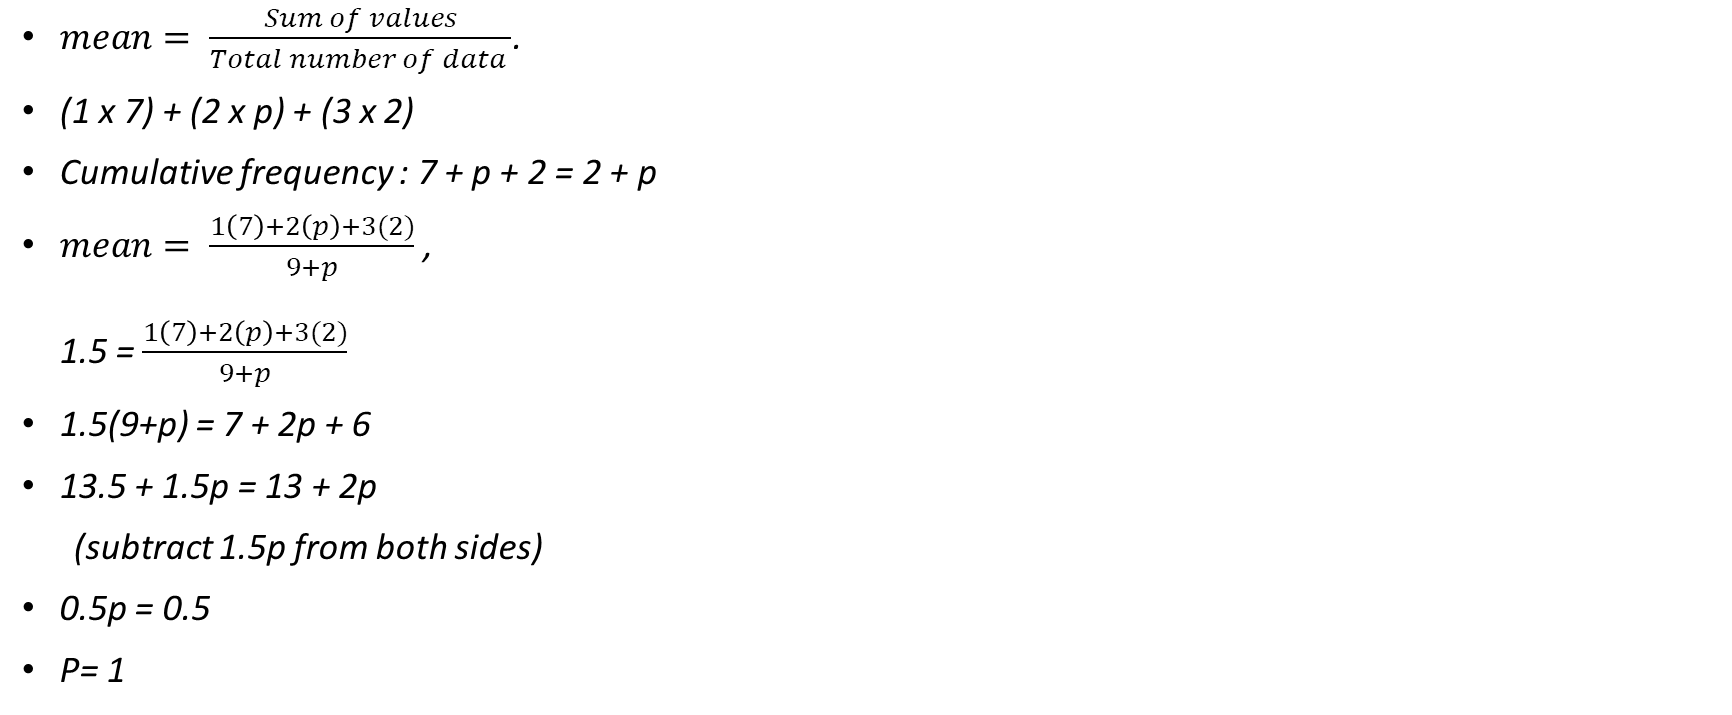 • mean = Sum of values / Total number of data.
• (1 x 7) + (2 x p) + (3 x 2)
• Cumulative frequency : 7 + p + 2 = 2 + p
• mean = 1(7)+2(p)+3(2) / 9+p ,
1.5 = 1(7)+2(p)+3(2) / 9+p
• 1.5(9+p) = 7 + 2p + 6
• 13.5 + 1.5p = 13 + 2p
(subtract 1.5p from both sides)
• 0.5p = 0.5
• P= 1